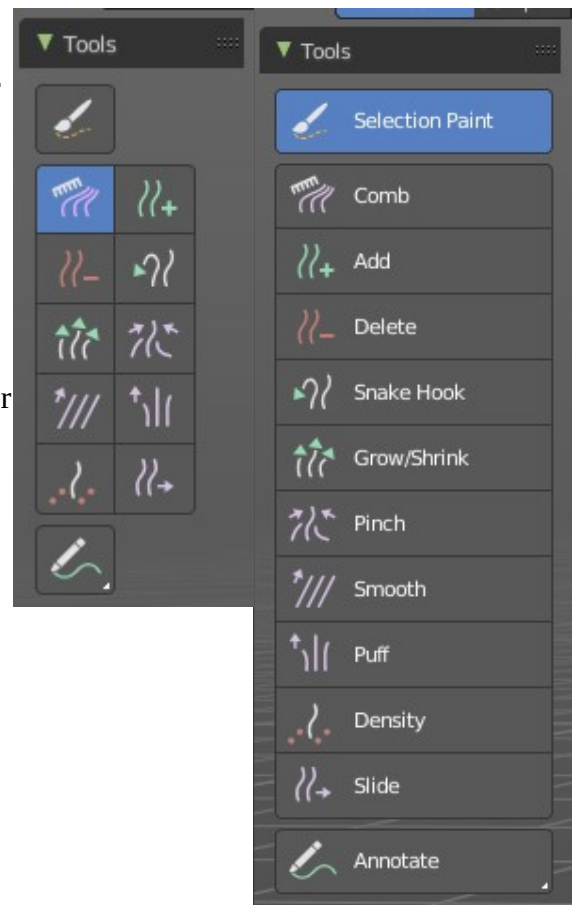 Tools
r
Tools
Selection Paint
Comb
Add
Delete
Snake Hook
Grow/Shrink
Pinch
Smooth
Puff
Density
Slide
Annotate